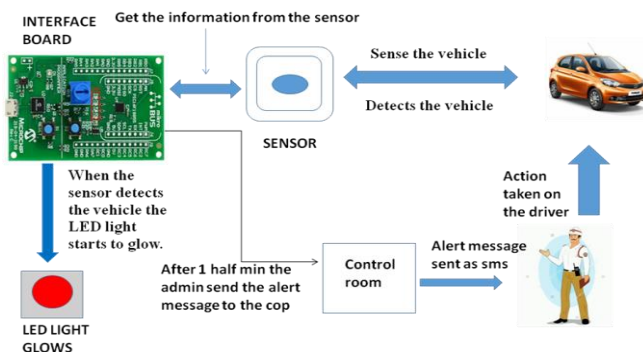 INTERFACE
BOARD
Get the information from the sensor
Sense the vehicle
Detects the vehicle
SENSOR
MICROCHIP
BUS
When the
sensor detects
the vehicle the
LED light
starts to glow.
Action
taken on
the driver
After 1 half min the
admin send the alert
message to the cop
Control
room
Alert message
sent as sms
LED LIGHT
GLOWS